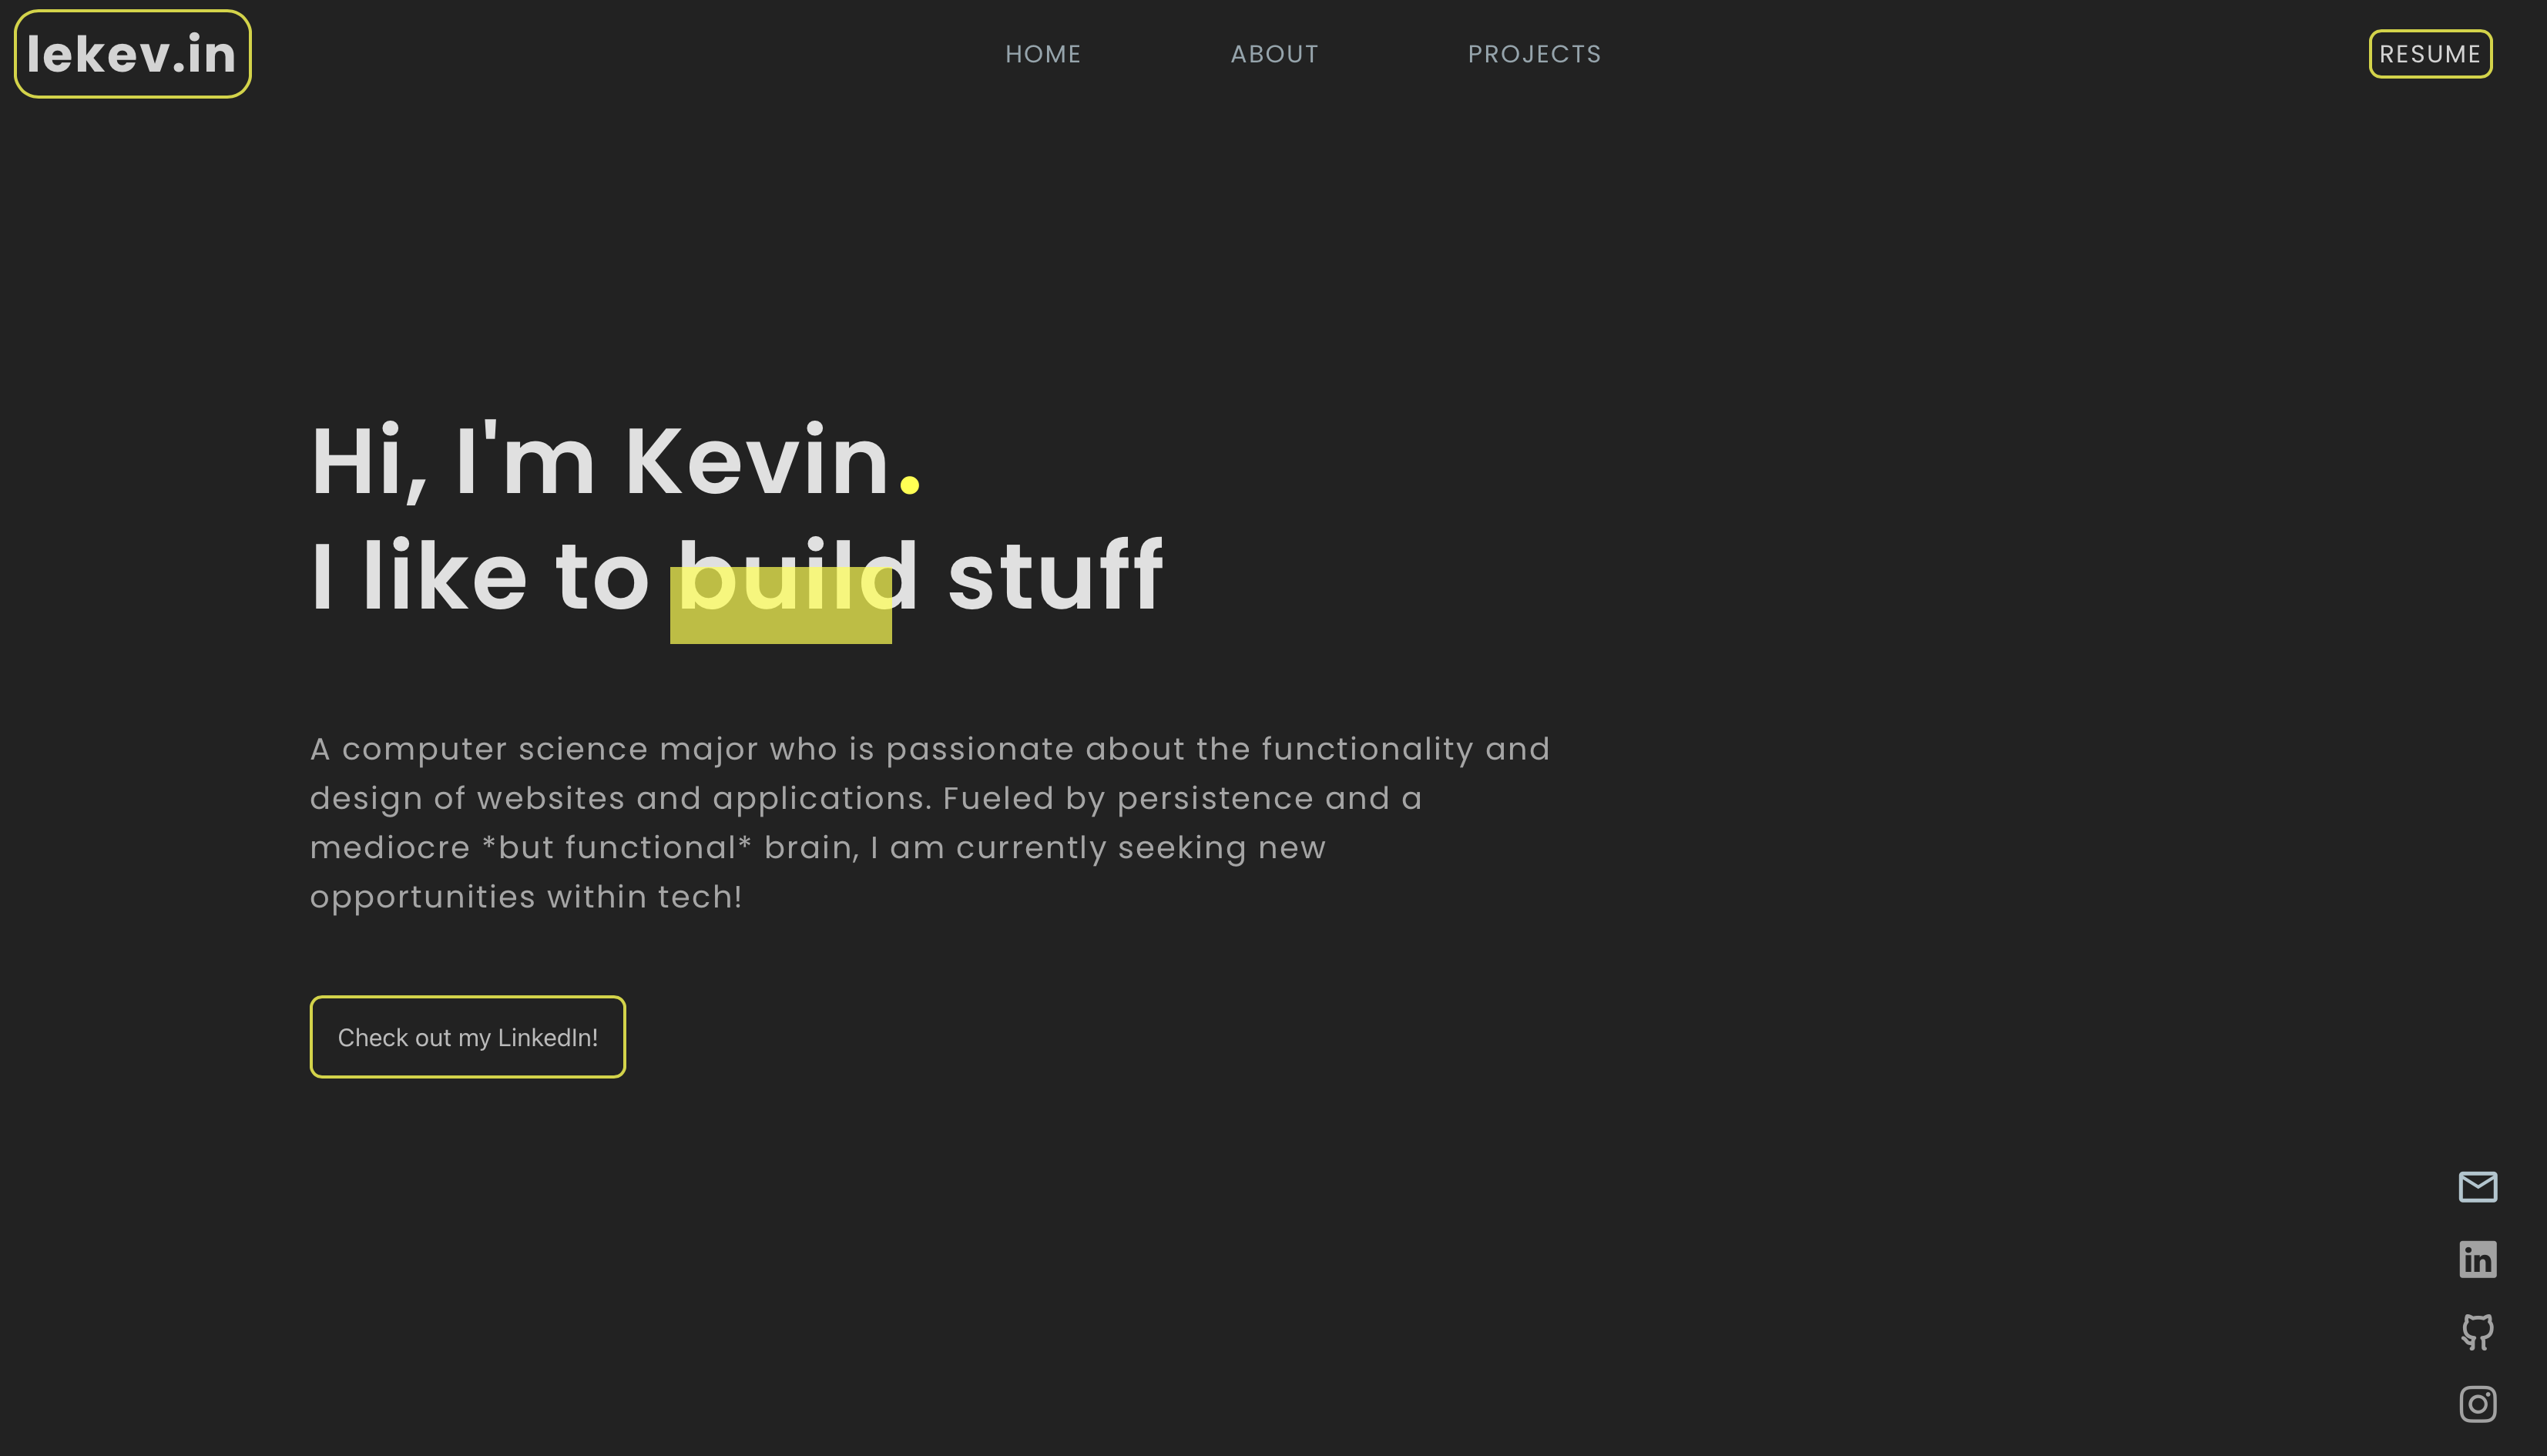 lekev.in
HOME
ABOUT
PROJECTS
RESUME
Hi, I'm Kevin.
I like to build stuff
A computer science major who is passionate about the functionality and
design of websites and applications. Fueled by persistence and a
mediocre *but functional* brain, I am currently seeking new
opportunities within tech!
Check out my LinkedIn!
in